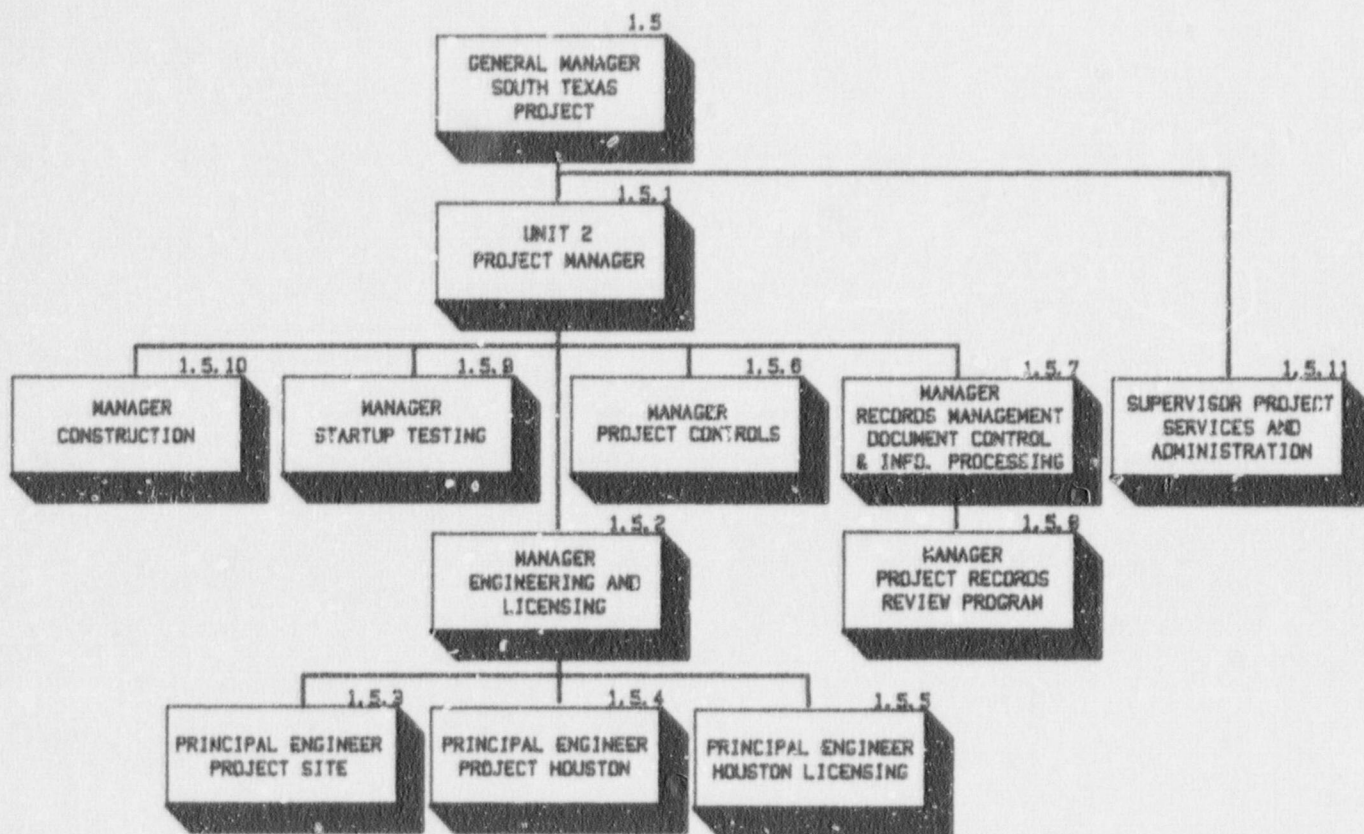 1.5
GENERAL MANAGER
SOUTH TEXAS
PROJECT
1.5.1
UNIT 2
PROJECT MANAGER
1.5.10
MANAGER
CONSTRUCTION
1.5.9
MANAGER
STARTUP TESTING
1.5.6
MANAGER
PROJECT CONTROLS
1.5.7
MANAGER
RECORDS MANAGEMENT
DOCUMENT CONTROL
& INFO. PROCESSING
1.5.11
SUPERVISOR PROJECT
SERVICES AND
ADMINISTRATION
1.5.2
MANAGER
ENGINEERING AND
LICENSING
1.5.8
MANAGER
PROJECT RECORDS
REVIEW PROGRAM
1.5.3
PRINCIPAL ENGINEER
PROJECT SITE
1.5.4
PRINCIPAL ENGINEER
PROJECT HOUSTON
1.5.5
PRINCIPAL ENGINEER
HOUSTON LICENSING